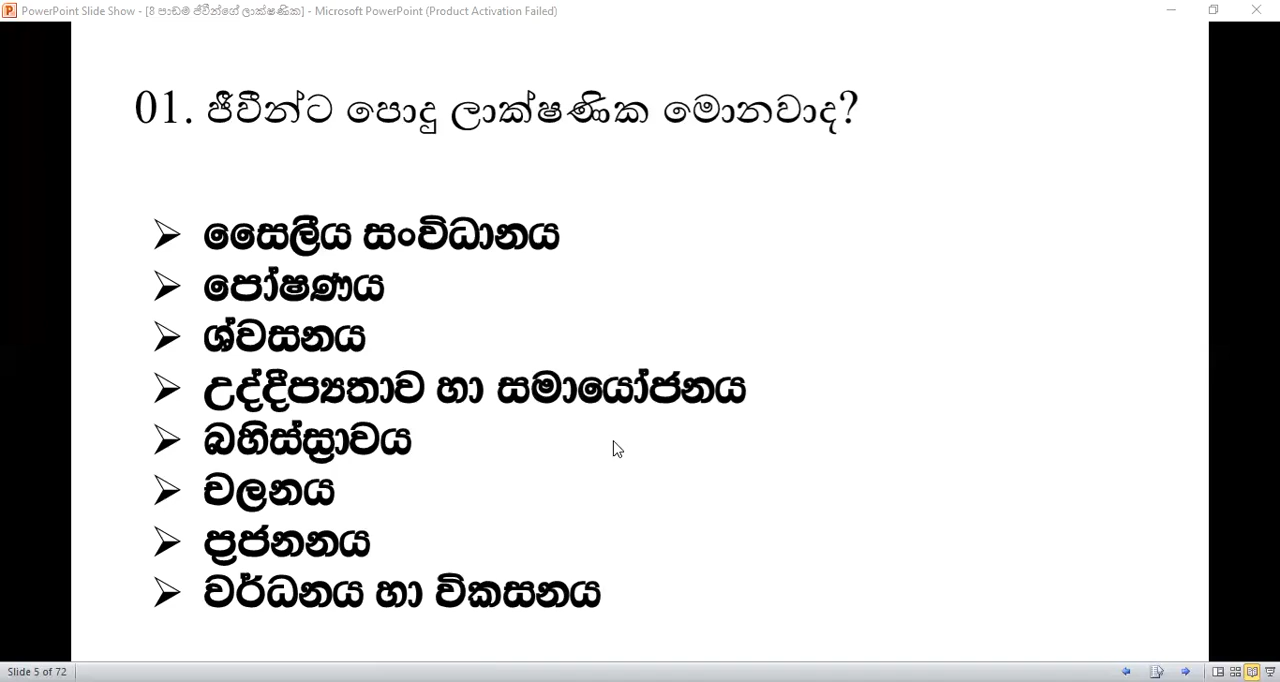 PowerPoint Slide Show - [8 පාඩම ජීවීන්ගේ ලාක්ෂණික] - Microsoft PowerPoint (Product Activation Failed)
01. ජීවීන්ට පොදු ලාක්ෂණික මොනවාද?
➢ සෛලීය සංවිධානය
➢ පෝෂණය
➢ ශ්වසනය
➢ උද්දීප්‍යතාව හා සමායෝජනය
➢ බහිස්ස්‍රාවය
➢ චලනය
➢ ප්‍රජනනය
➢ වර්ධනය හා විකසනය
Slide 5 of 72